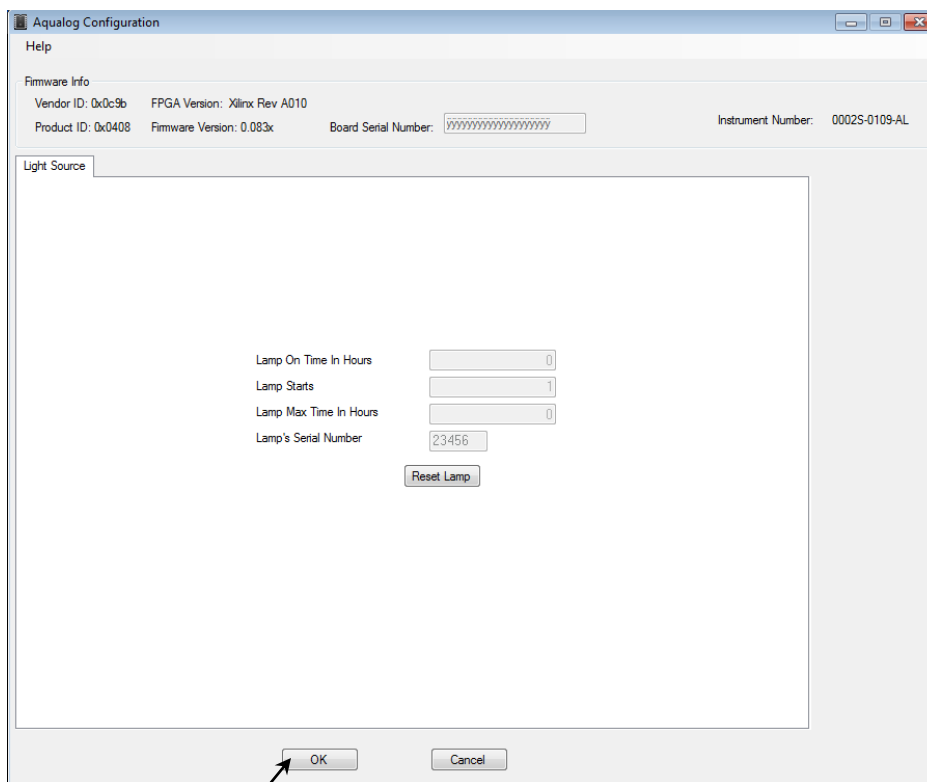 Aqualog Configuration
Help
Firmware Info
Vendor ID: 0x0c9b FPGA Version: Xilinx Rev A010
Product ID: 0x0408 Firmware Version: 0.083x Board Serial Number: Instrument Number: 0002S-0109-AL
Light Source
Lamp On Time In Hours 0
Lamp Starts 1
Lamp Max Time In Hours 0
Lamp's Serial Number 23456
Reset Lamp
OK Cancel